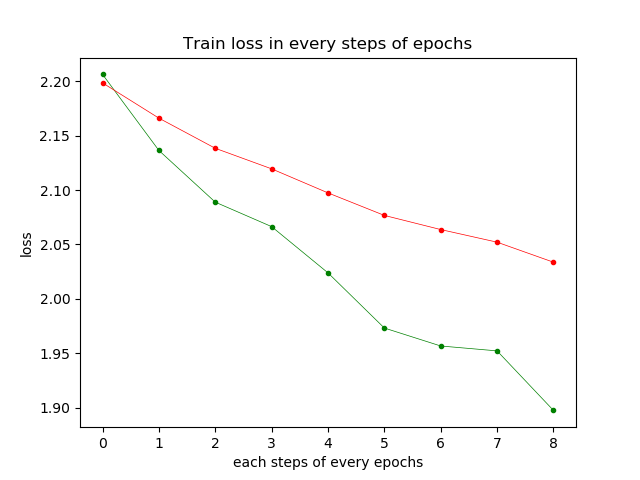 Train loss in every steps of epochs
2.20
2.15
2.10
2.05
2.00
1.95
1.90
loss
0 1 2 3 4 5 6 7 8
each steps of every epochs